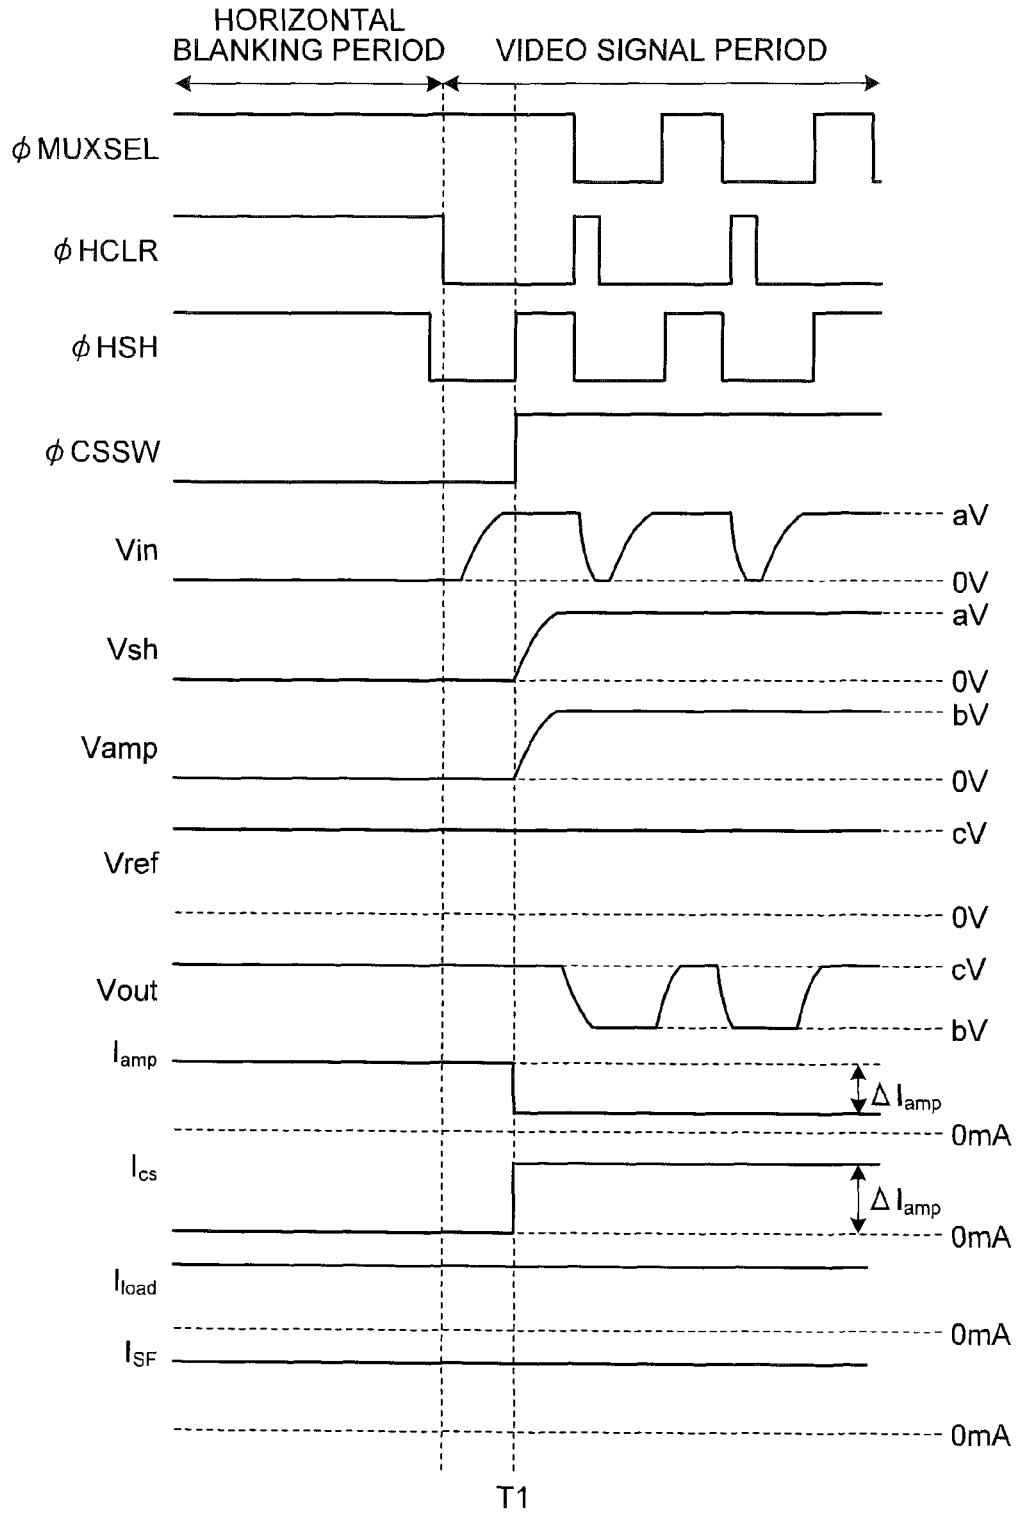 HORIZONTAL
BLANKING PERIOD
VIDEO SIGNAL PERIOD
ϕMUXSEL
ϕHCLR
ϕHSH
ϕCSSW
Vin
aV
0V
Vsh
aV
0V
Vamp
bV
0V
Vref
cV
0V
Vout
cV
bV
Iamp
ΔIamp
0mA
Ics
ΔIamp
0mA
Iload
0mA
ISF
0mA
T1